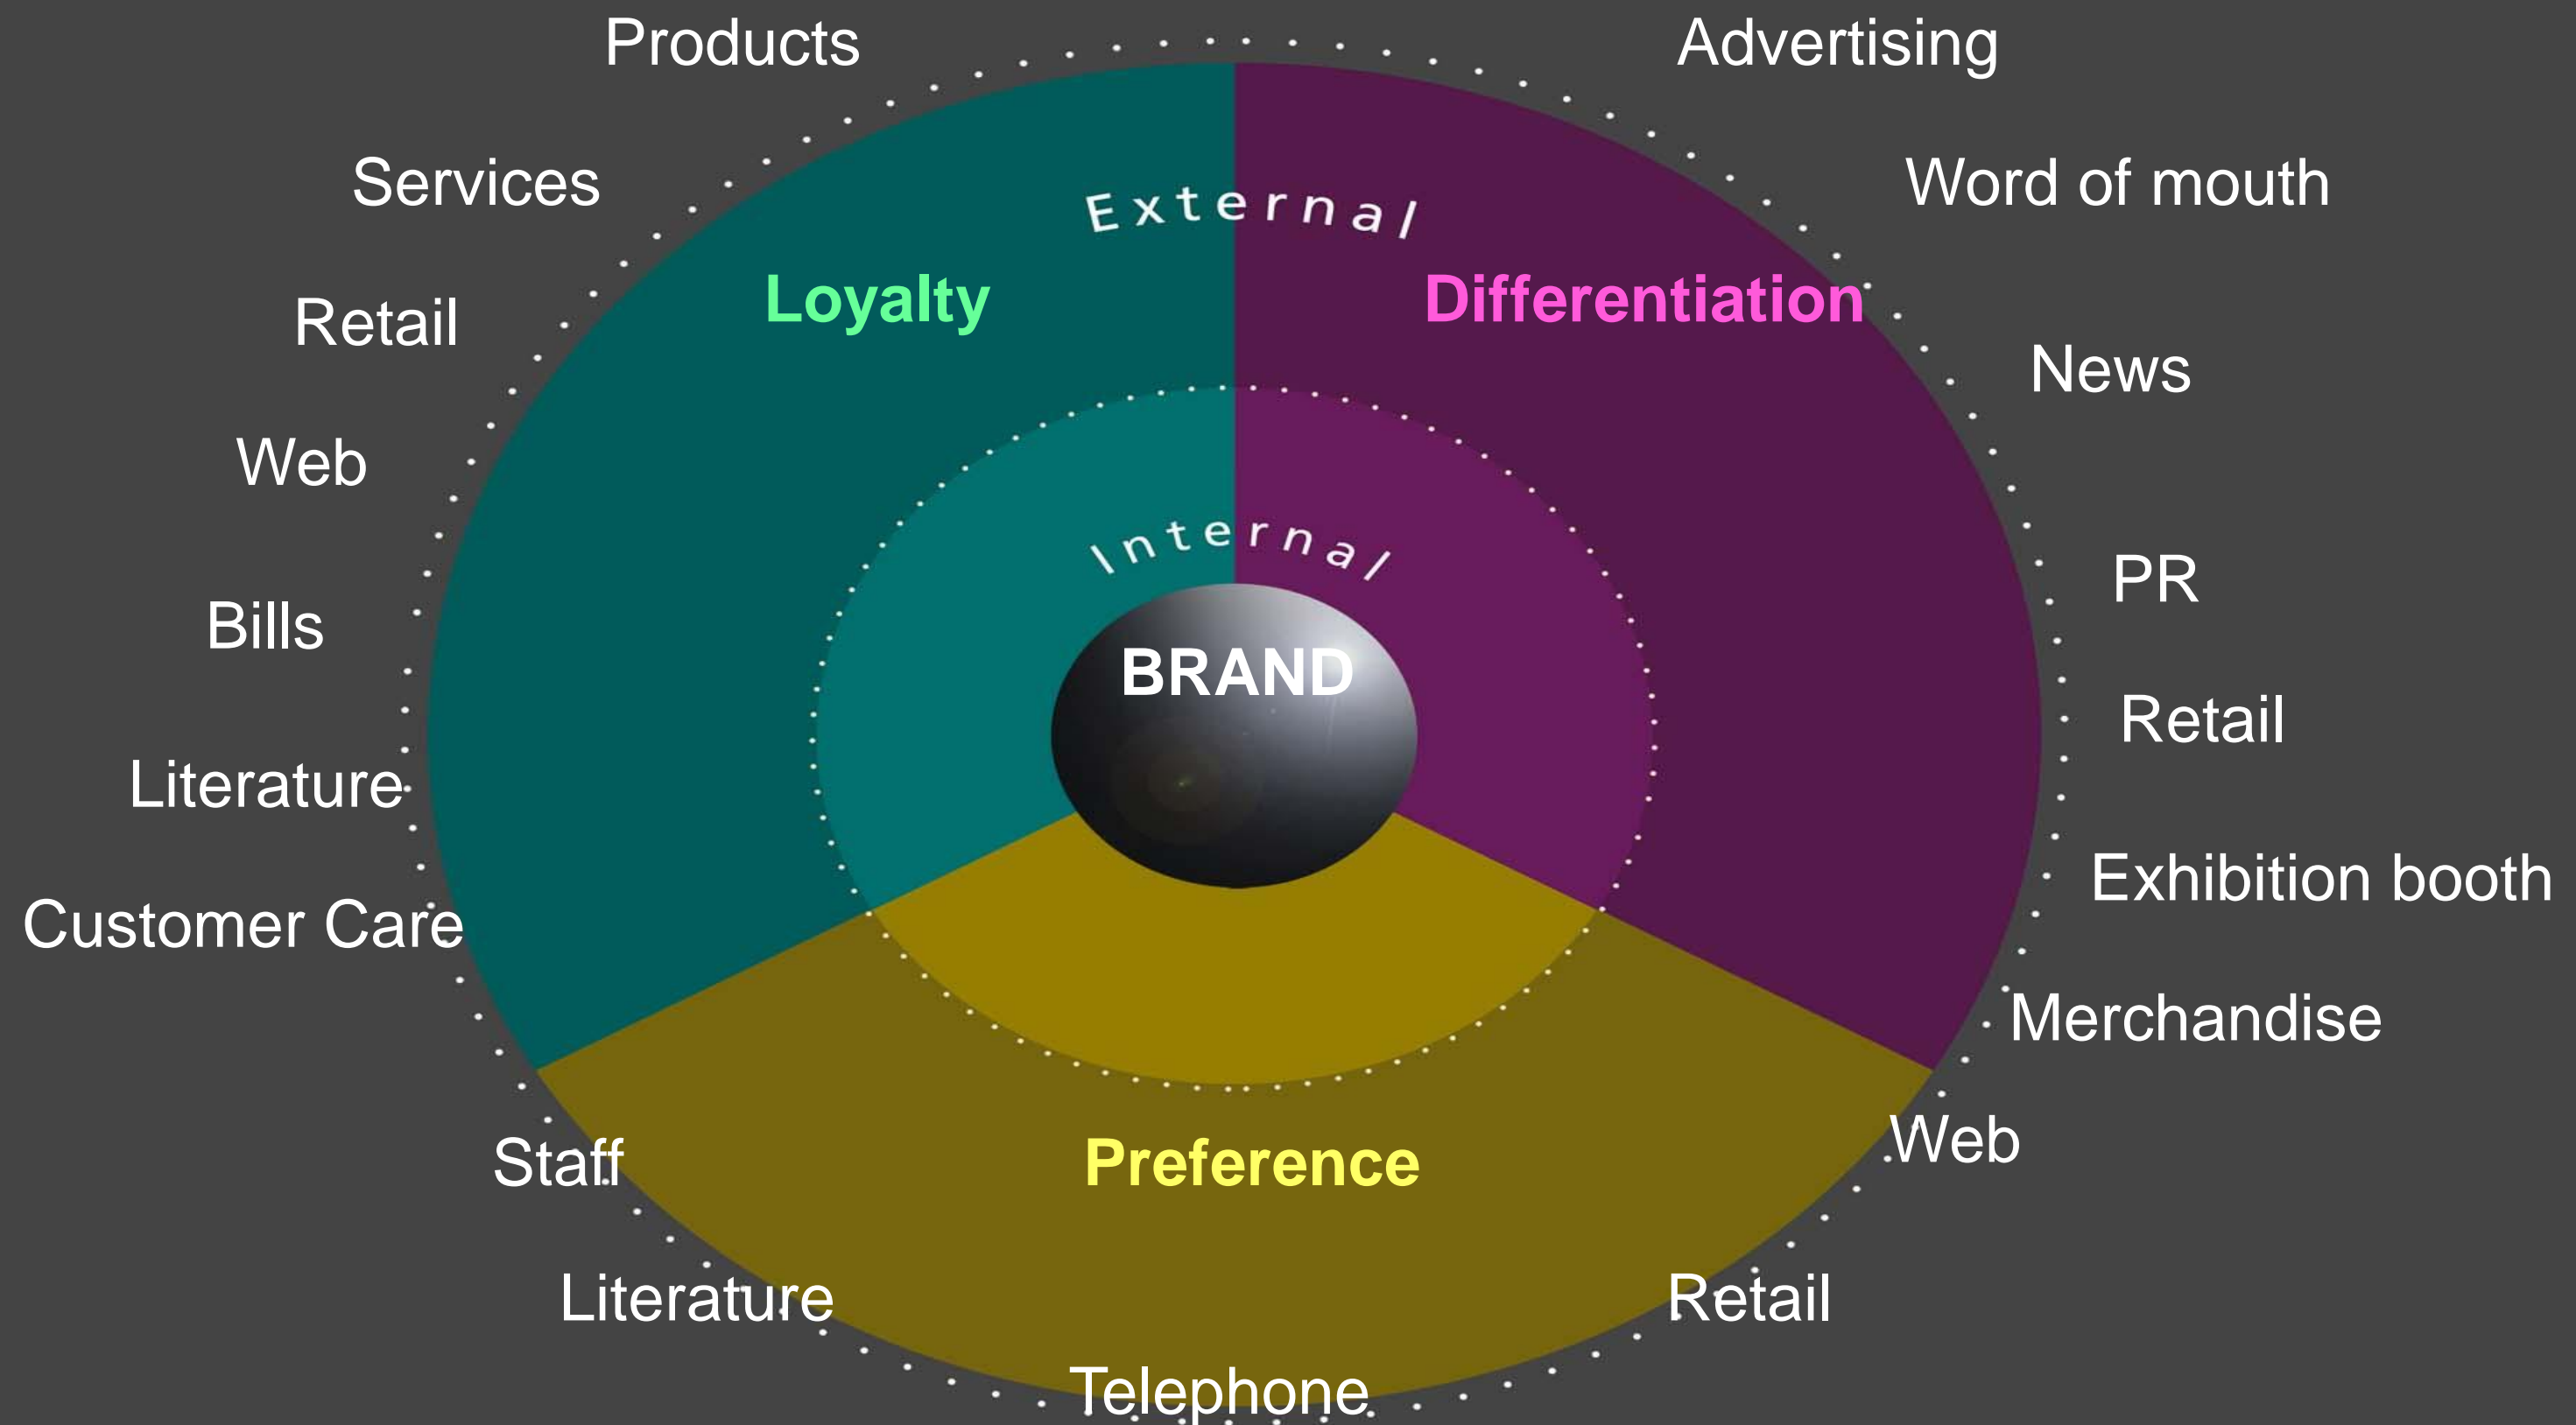 Products
Advertising
Services
Word of mouth
External
Loyalty
Differentiation
Retail
News
Web
Internal
PR
Bills
BRAND
Retail
Literature
Exhibition booth
Customer Care
Merchandise
Web
Staff
Preference
Literature
Retail
Telephone